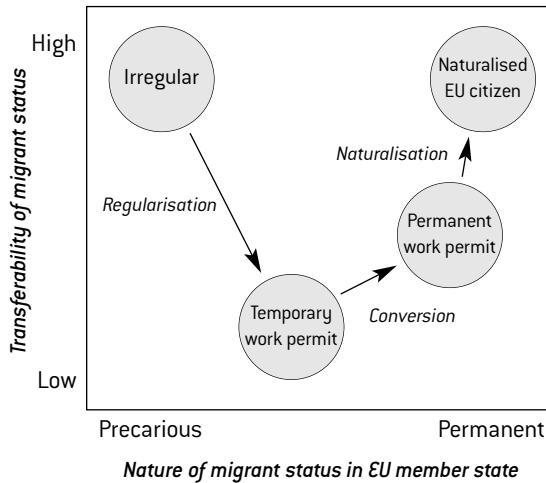 High
Irregular
Naturalised
EU citizen
Naturalisation
Regularisation
Permanent
work permit
Transferability of migrant status
Temporary
work permit
Conversion
Low
Precarious
Permanent
Nature of migrant status in EU member state